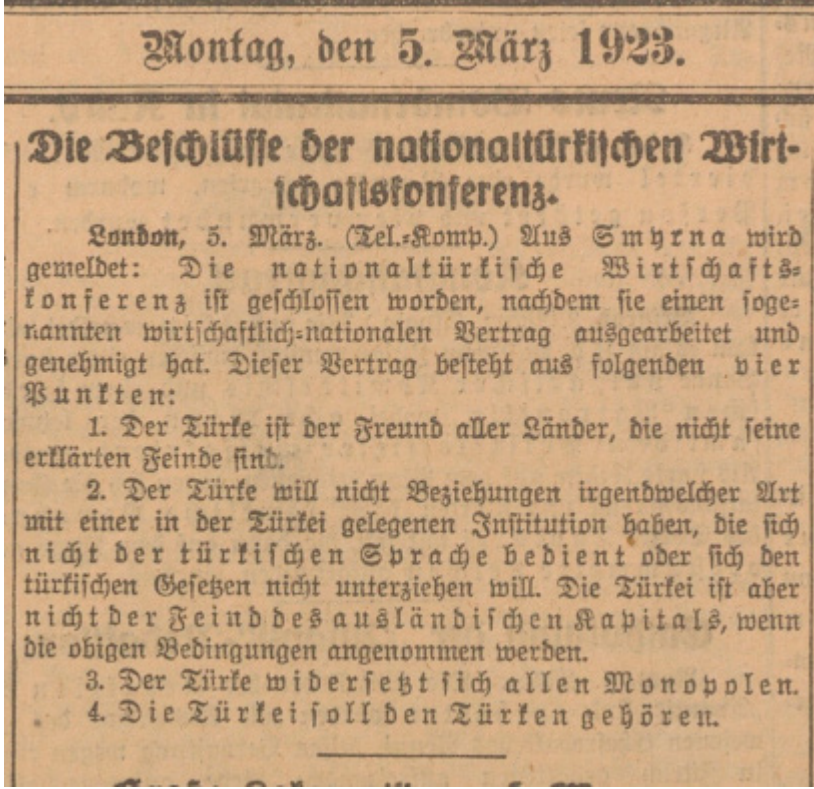 Montag, den 5. März 1923.
Die Beschlüsse der nationaltürkischen Wirt-
schaftskonferenz.
London, 5. März. (Tel.-Komp.) Aus Smyrna wird
gemeldet: Die nationaltürkische Wirtschafts-
konferenz ist geschlossen worden, nachdem sie einen soge-
nannten wirtschaftlich-nationalen Vertrag ausgearbeitet und
genehmigt hat. Dieser Vertrag besteht aus folgenden vier
Punkten:
1. Der Türke ist der Freund aller Länder, die nicht seine
erklärten Feinde sind.
2. Der Türke will nicht Beziehungen irgendwelcher Art
mit einer in der Türkei gelegenen Institution haben, die sich
nicht der türkischen Sprache bedient oder sich den
türkischen Gesetzen nicht unterziehen will. Die Türkei ist aber
nicht der Feind des ausländischen Kapitals, wenn
die obigen Bedingungen angenommen werden.
3. Der Türke widersetzt sich allen Monopolen.
4. Die Türkei soll den Türken gehören.